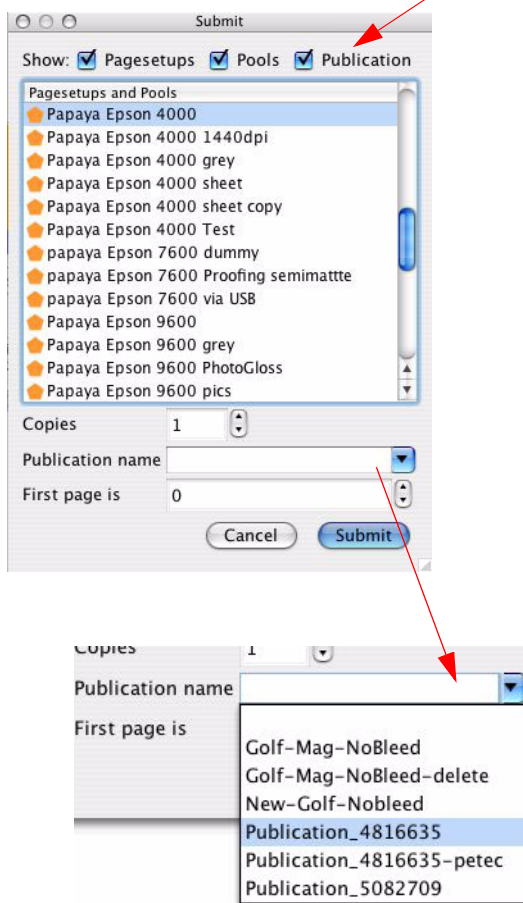 Submit
Show: Pagesetups Pools Publication
Pagesetups and Pools
Papaya Epson 4000
Papaya Epson 4000 1440dpi
Papaya Epson 4000 grey
Papaya Epson 4000 sheet
Papaya Epson 4000 sheet copy
Papaya Epson 4000 Test
papaya Epson 7600 dummy
papaya Epson 7600 Proofing semimattte
papaya Epson 7600 via USB
Papaya Epson 9600
Papaya Epson 9600 grey
Papaya Epson 9600 PhotoGloss
Papaya Epson 9600 pics
Copies 1
Publication name
First page is 0
Cancel Submit
Copies 1
Publication name
First page is
Golf-Mag-NoBleed
Golf-Mag-NoBleed-delete
New-Golf-Nobleed
Publication_4816635
Publication_4816635-petec
Publication_5082709